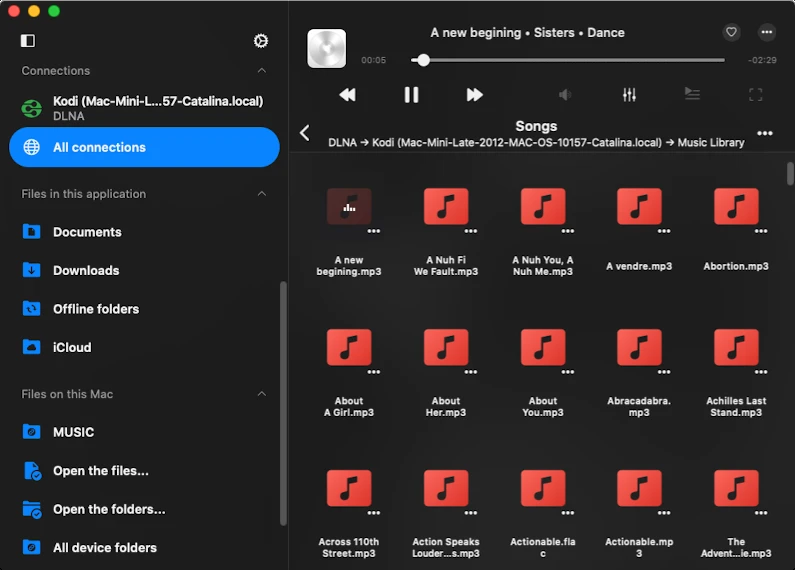 Connections
Kodi (Mac-Mini-L...57-Catalina.local)
DLNA
All connections
Files in this application
Documents
Downloads
Offline folders
iCloud
Files on this Mac
MUSIC
Open the files...
Open the folders...
All device folders
A new begining • Sisters • Dance
00:05
-02:29
Songs
DLNA → Kodi (Mac-Mini-Late-2012-MAC-OS-10157-Catalina.local) → Music Library
A new
begining.mp3
A Nuh Fi
We Fault.mp3
A Nuh You, A
Nuh Me.mp3
A vendre.mp3
Abortion.mp3
About
A Girl.mp3
About
Her.mp3
About
You.mp3
Abracadabra.
mp3
Achilles Last
Stand.mp3
Across 110th
Street.mp3
Action Speaks
Louder...s.mp3
Actionable.fla
c
Actionable.mp
3
The
Advent...ie.mp3